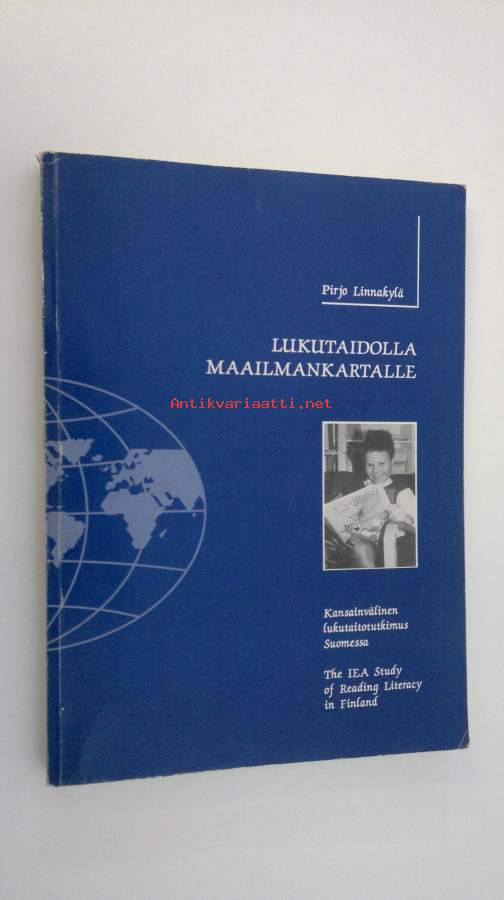 Pirjo Linnakylä
LUKUTAIDOLLA
MAAILMANKARTALLE
Antikvariaatti.net
Kansainvälinen
lukutaitotutkimus
Suomessa
The IEA Study
of Reading Literacy
in Finland